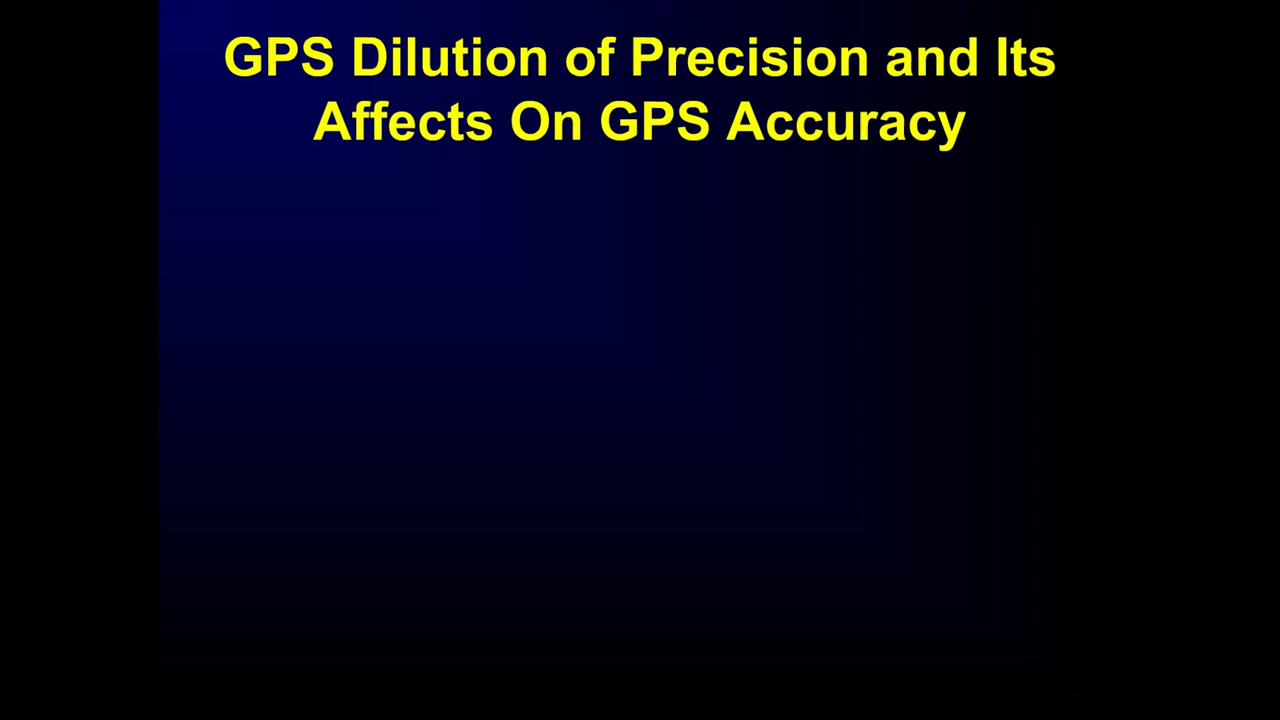 GPS Dilution of Precision and Its
Affects On GPS Accuracy